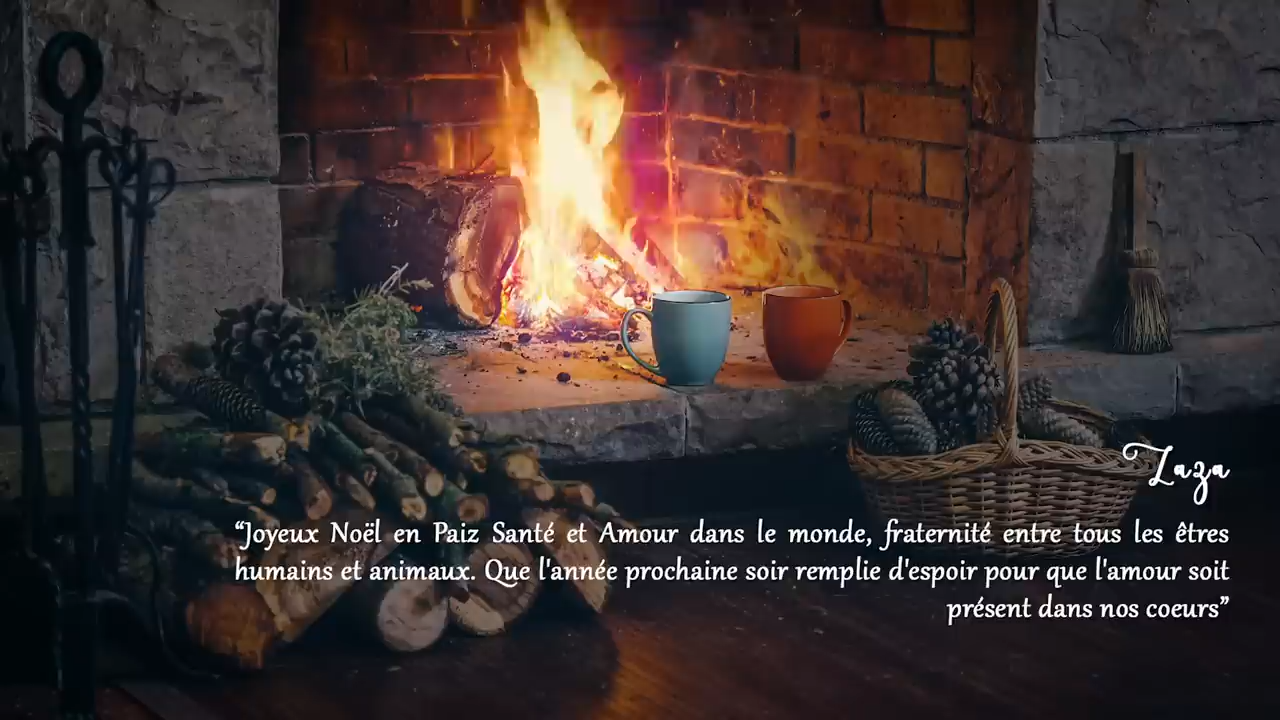 Zaza
“Joyeux Noël en Paiz Santé et Amour dans le monde, fraternité entre tous les êtres
humains et animaux. Que l'année prochaine soir remplie d'espoir pour que l'amour soit
présent dans nos coeurs”